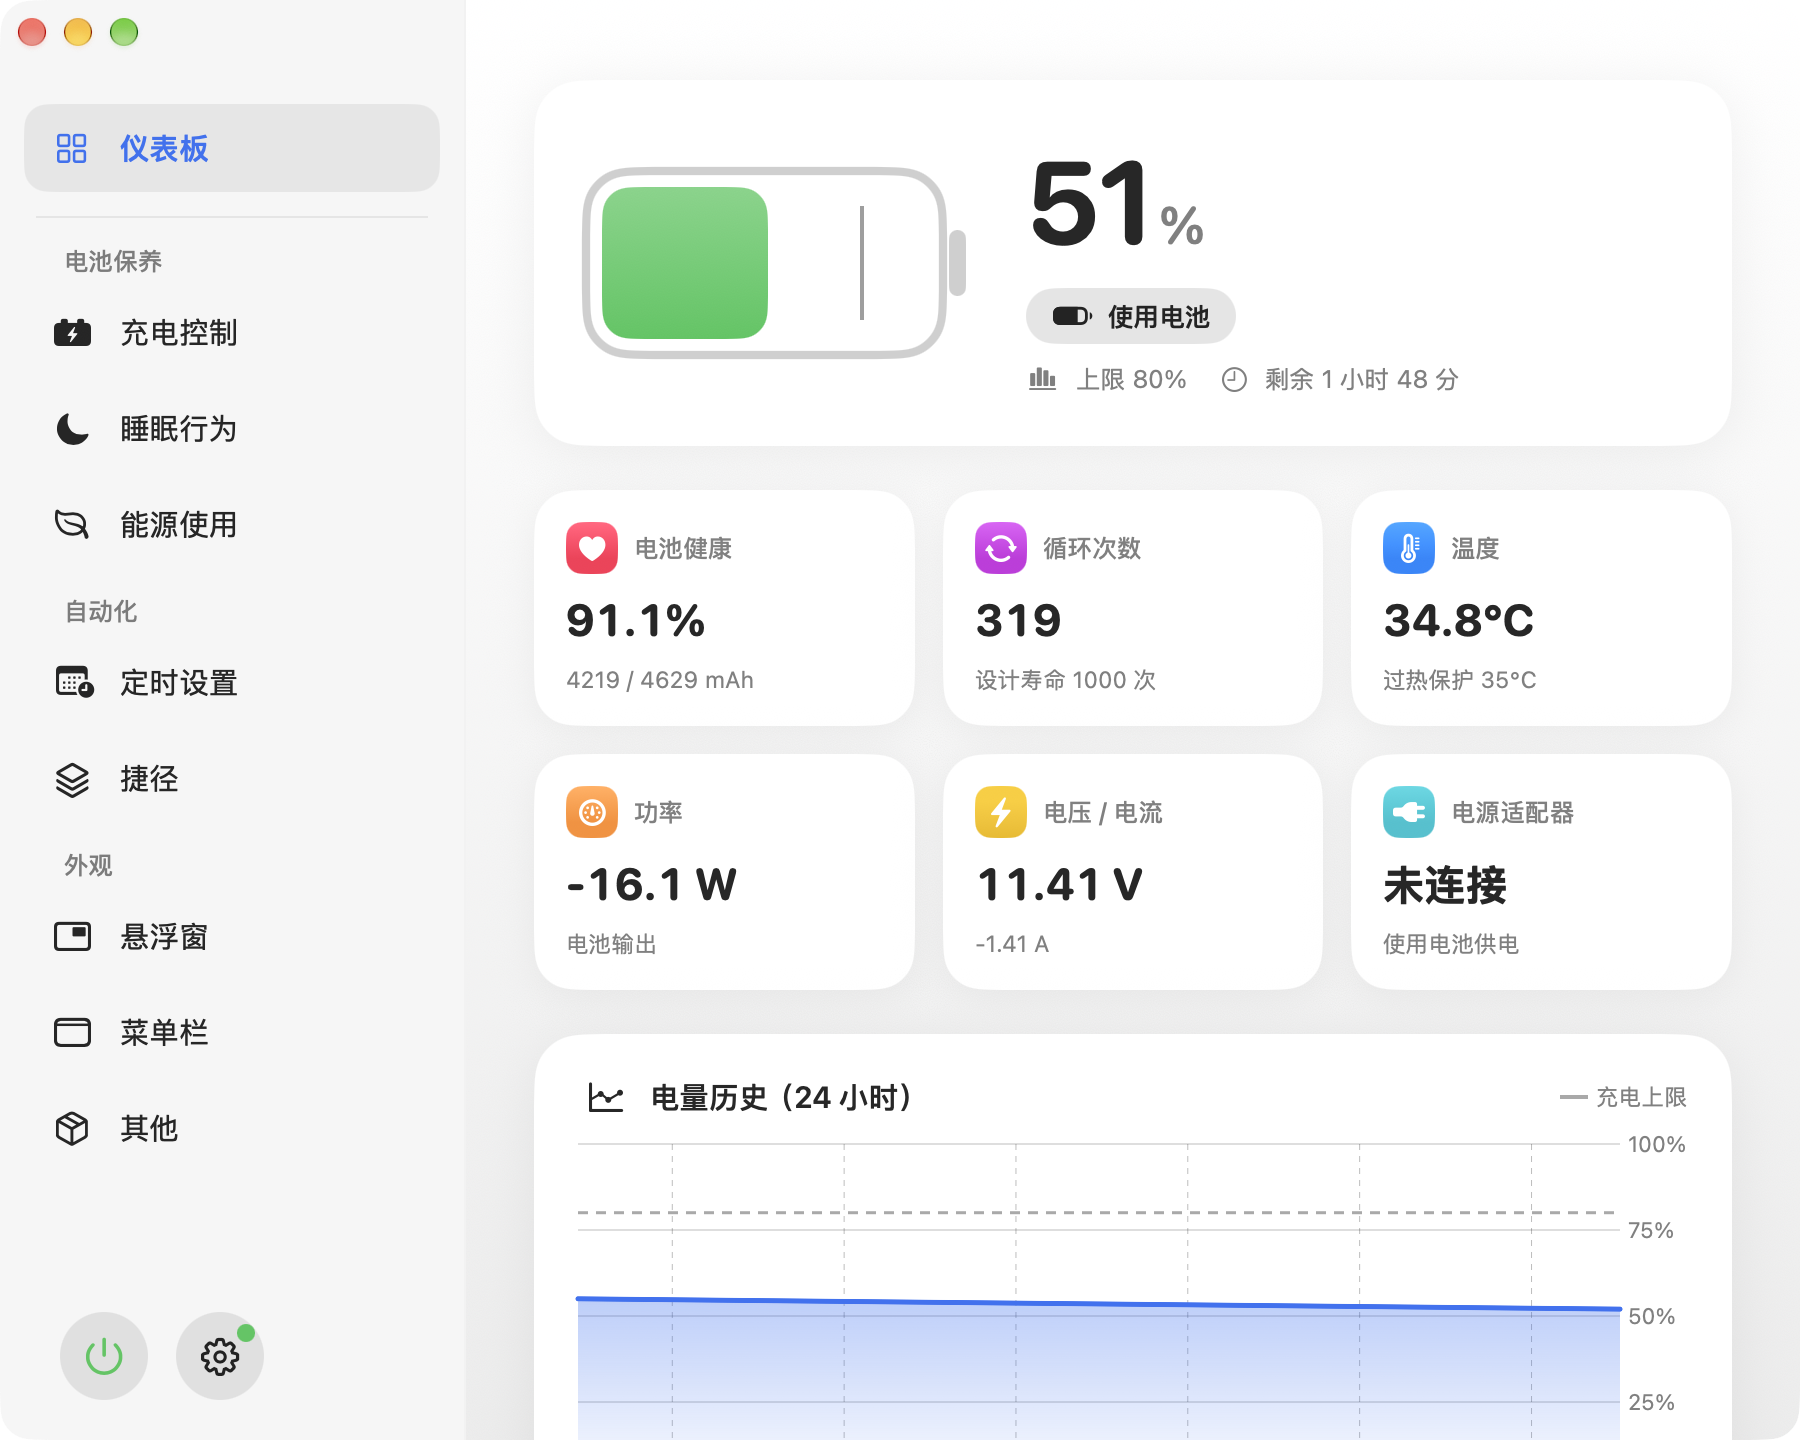 仪表板
电池保养
充电控制
睡眠行为
能源使用
自动化
定时设置
捷径
外观
悬浮窗
菜单栏
其他
51%
使用电池
上限 80% 剩余 1 小时 48 分
电池健康
91.1%
4219 / 4629 mAh
循环次数
319
设计寿命 1000 次
温度
34.8°C
过热保护 35°C
功率
-16.1 W
电池输出
电压 / 电流
11.41 V
-1.41 A
电源适配器
未连接
使用电池供电
电量历史（24 小时）
充电上限
100%
75%
50%
25%